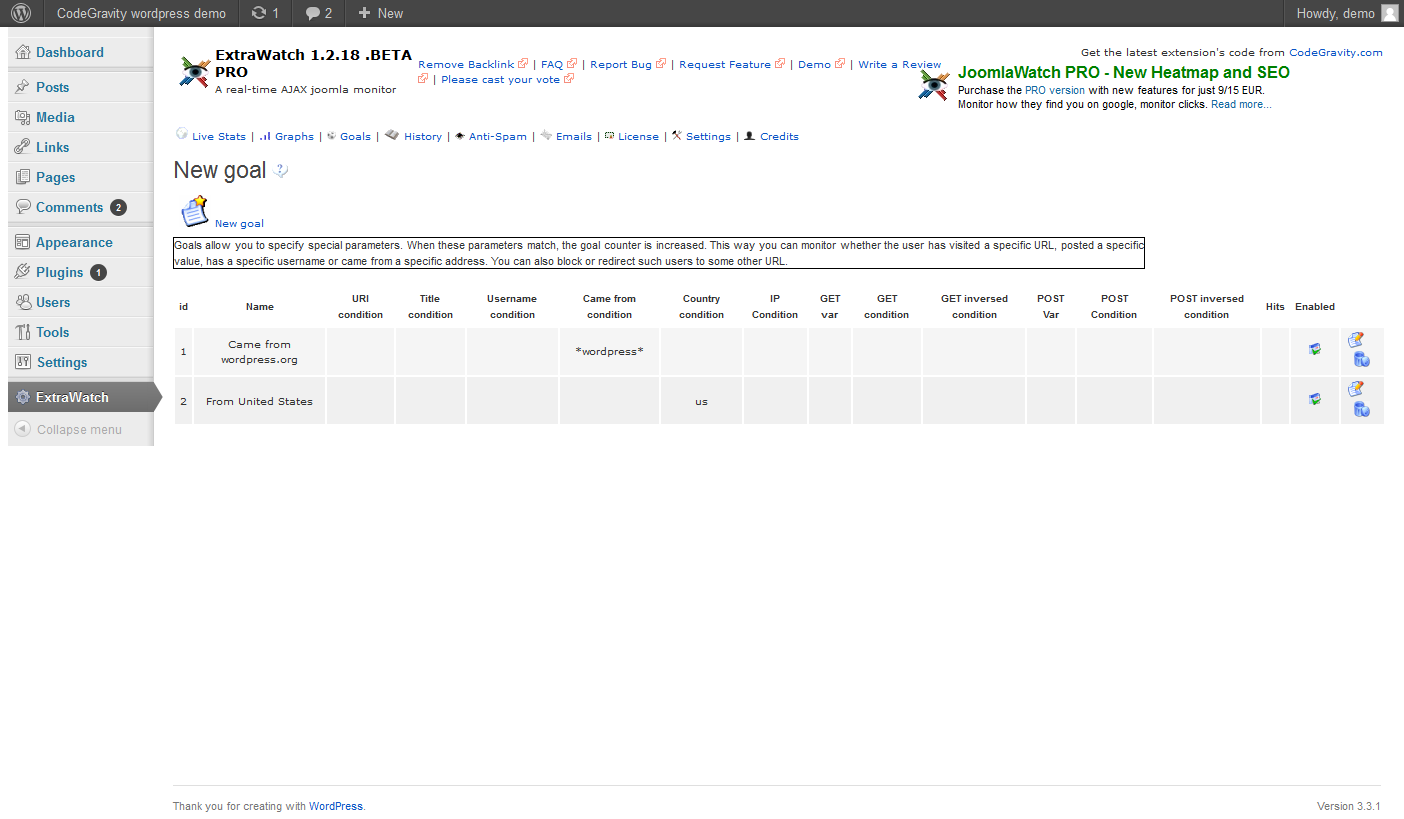 CodeGravity wordpress demo 1 2 New Howdy, demo
Dashboard
Posts
Media
Links
Pages
Comments 2
Appearance
Plugins 1
Users
Tools
Settings
ExtraWatch
Collapse menu
ExtraWatch 1.2.18 .BETA
PRO
A real-time AJAX joomla monitor
Remove Backlink | FAQ | Report Bug | Request Feature | Demo | Write a Review
| Please cast your vote
Get the latest extension's code from CodeGravity.com
JoomlaWatch PRO - New Heatmap and SEO
Purchase the PRO version with new features for just 9/15 EUR.
Monitor how they find you on google, monitor clicks. Read more...
Live Stats | Graphs | Goals | History | Anti-Spam | Emails | License | Settings | Credits
New goal
New goal
Goals allow you to specify special parameters. When these parameters match, the goal counter is increased. This way you can monitor whether the user has visited a specific URL, posted a specific
value, has a specific username or came from a specific address. You can also block or redirect such users to some other URL.
id Name URI condition Title condition Username condition Came from condition Country condition IP Condition GET var GET condition GET inversed condition POST Var POST Condition POST inversed condition Hits Enabled
1 Came from wordpress.org *wordpress*
2 From United States us
Thank you for creating with WordPress. Version 3.3.1